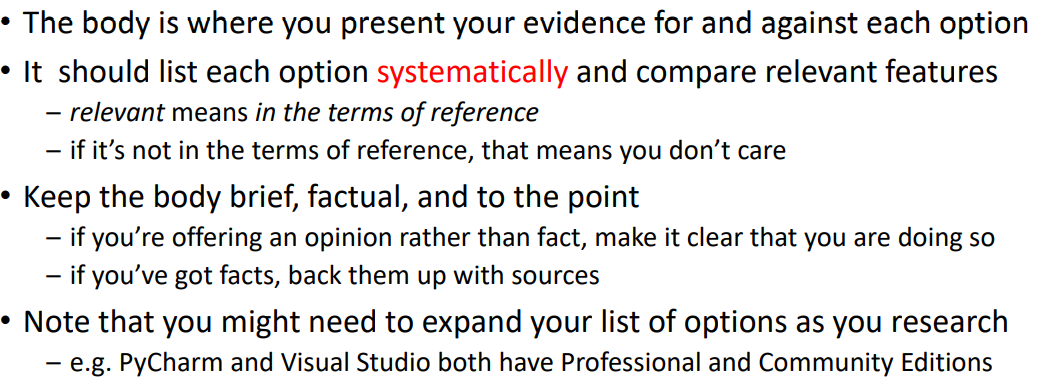 • The body is where you present your evidence for and against each option
• It  should list each option systematically and compare relevant features
– relevant means in the terms of reference
– if it’s not in the terms of reference, that means you don’t care
• Keep the body brief, factual, and to the point
– if you’re offering an opinion rather than fact, make it clear that you are doing so
– if you’ve got facts, back them up with sources
• Note that you might need to expand your list of options as you research
– e.g. PyCharm and Visual Studio both have Professional and Community Editions